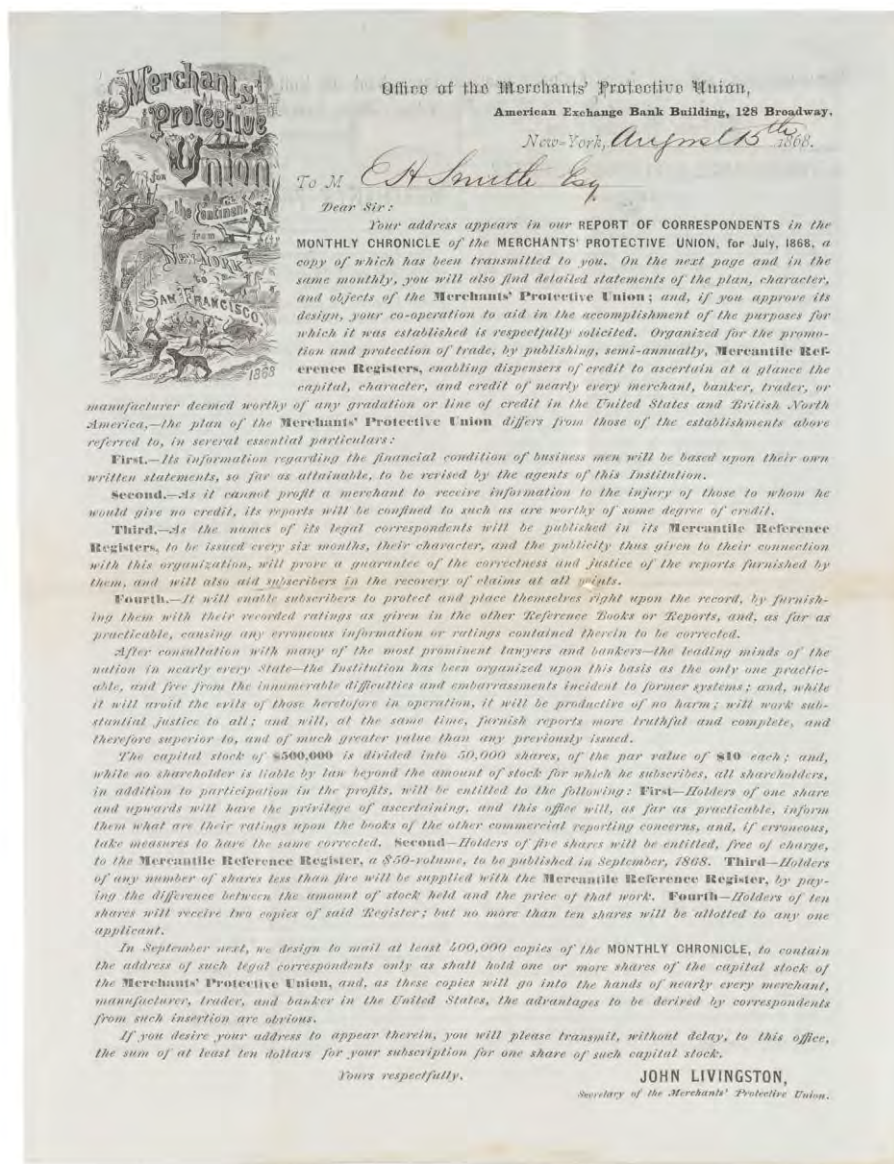 Merchants'
Protective
Union
for
the Continent
from
New-York
to
San Francisco.
1868
Office of the Merchants' Protective Union,
American Exchange Bank Building, 128 Broadway,
New-York, August 15th 1868.
To M E H Smith Esq
Dear Sir:
Your address appears in our REPORT OF CORRESPONDENTS in the
MONTHLY CHRONICLE of the MERCHANTS' PROTECTIVE UNION, for July, 1868, a
copy of which has been transmitted to you. On the next page and in the
same monthly, you will also find detailed statements of the plan, character,
and objects of the Merchants' Protective Union; and, if you approve its
design, your co-operation to aid in the accomplishment of the purposes for
which it was established is respectfully solicited. Organized for the promo-
tion and protection of trade, by publishing, semi-annually, Mercantile Ref-
erence Registers, enabling dispensers of credit to ascertain at a glance the
capital, character, and credit of nearly every merchant, banker, trader, or
manufacturer deemed worthy of any gradation or line of credit in the United States and British North
America,—the plan of the Merchants' Protective Union differs from those of the establishments above
referred to, in several essential particulars:
First.—Its information regarding the financial condition of business men will be based upon their own
written statements, so far as attainable, to be revised by the agents of this Institution.
Second.—As it cannot profit a merchant to receive information to the injury of those to whom he
would give no credit, its reports will be confined to such as are worthy of some degree of credit.
Third.—As the names of its legal correspondents will be published in its Mercantile Reference
Registers, to be issued every six months, their character, and the publicity thus given to their connection
with this organization, will prove a guarantee of the correctness and justice of the reports furnished by
them, and will also aid subscribers in the recovery of claims at all points.
Fourth.—It will enable subscribers to protect and place themselves right upon the record, by furnish-
ing them with their recorded ratings as given in the other Reference Books or Reports, and, as far as
practicable, causing any erroneous information or ratings contained therein to be corrected.
After consultation with many of the most prominent lawyers and bankers—the leading minds of the
nation in nearly every State—the Institution has been organized upon this basis as the only one practic-
able, and free from the innumerable difficulties and embarrassments incident to former systems; and, while
it will avoid the evils of those heretofore in operation, it will be productive of no harm; will work sub-
stantial justice to all; and will, at the same time, furnish reports more truthful and complete, and
therefore superior to, and of much greater value than any previously issued.
The capital stock of $500,000 is divided into 50,000 shares, of the par value of $10 each; and,
while no shareholder is liable by law beyond the amount of stock for which he subscribes, all shareholders,
in addition to participation in the profits, will be entitled to the following: First—Holders of one share
and upwards will have the privilege of ascertaining, and this office will, as far as practicable, inform
them what are their ratings upon the books of the other commercial reporting concerns, and, if erroneous,
take measures to have the same corrected. Second—Holders of five shares will be entitled, free of charge,
to the Mercantile Reference Register, a $50-volume, to be published in September, 1868. Third—Holders
of any number of shares less than five will be supplied with the Mercantile Reference Register, by pay-
ing the difference between the amount of stock held and the price of that work. Fourth—Holders of ten
shares will receive two copies of said Register; but no more than ten shares will be allotted to any one
applicant.
In September next, we design to mail at least 400,000 copies of the MONTHLY CHRONICLE, to contain
the address of such legal correspondents only as shall hold one or more shares of the capital stock of
the Merchants' Protective Union, and, as these copies will go into the hands of nearly every merchant,
manufacturer, trader, and banker in the United States, the advantages to be derived by correspondents
from such insertion are obvious.
If you desire your address to appear therein, you will please transmit, without delay, to this office,
the sum of at least ten dollars for your subscription for one share of such capital stock.
Yours respectfully,
JOHN LIVINGSTON,
Secretary of the Merchants' Protective Union.